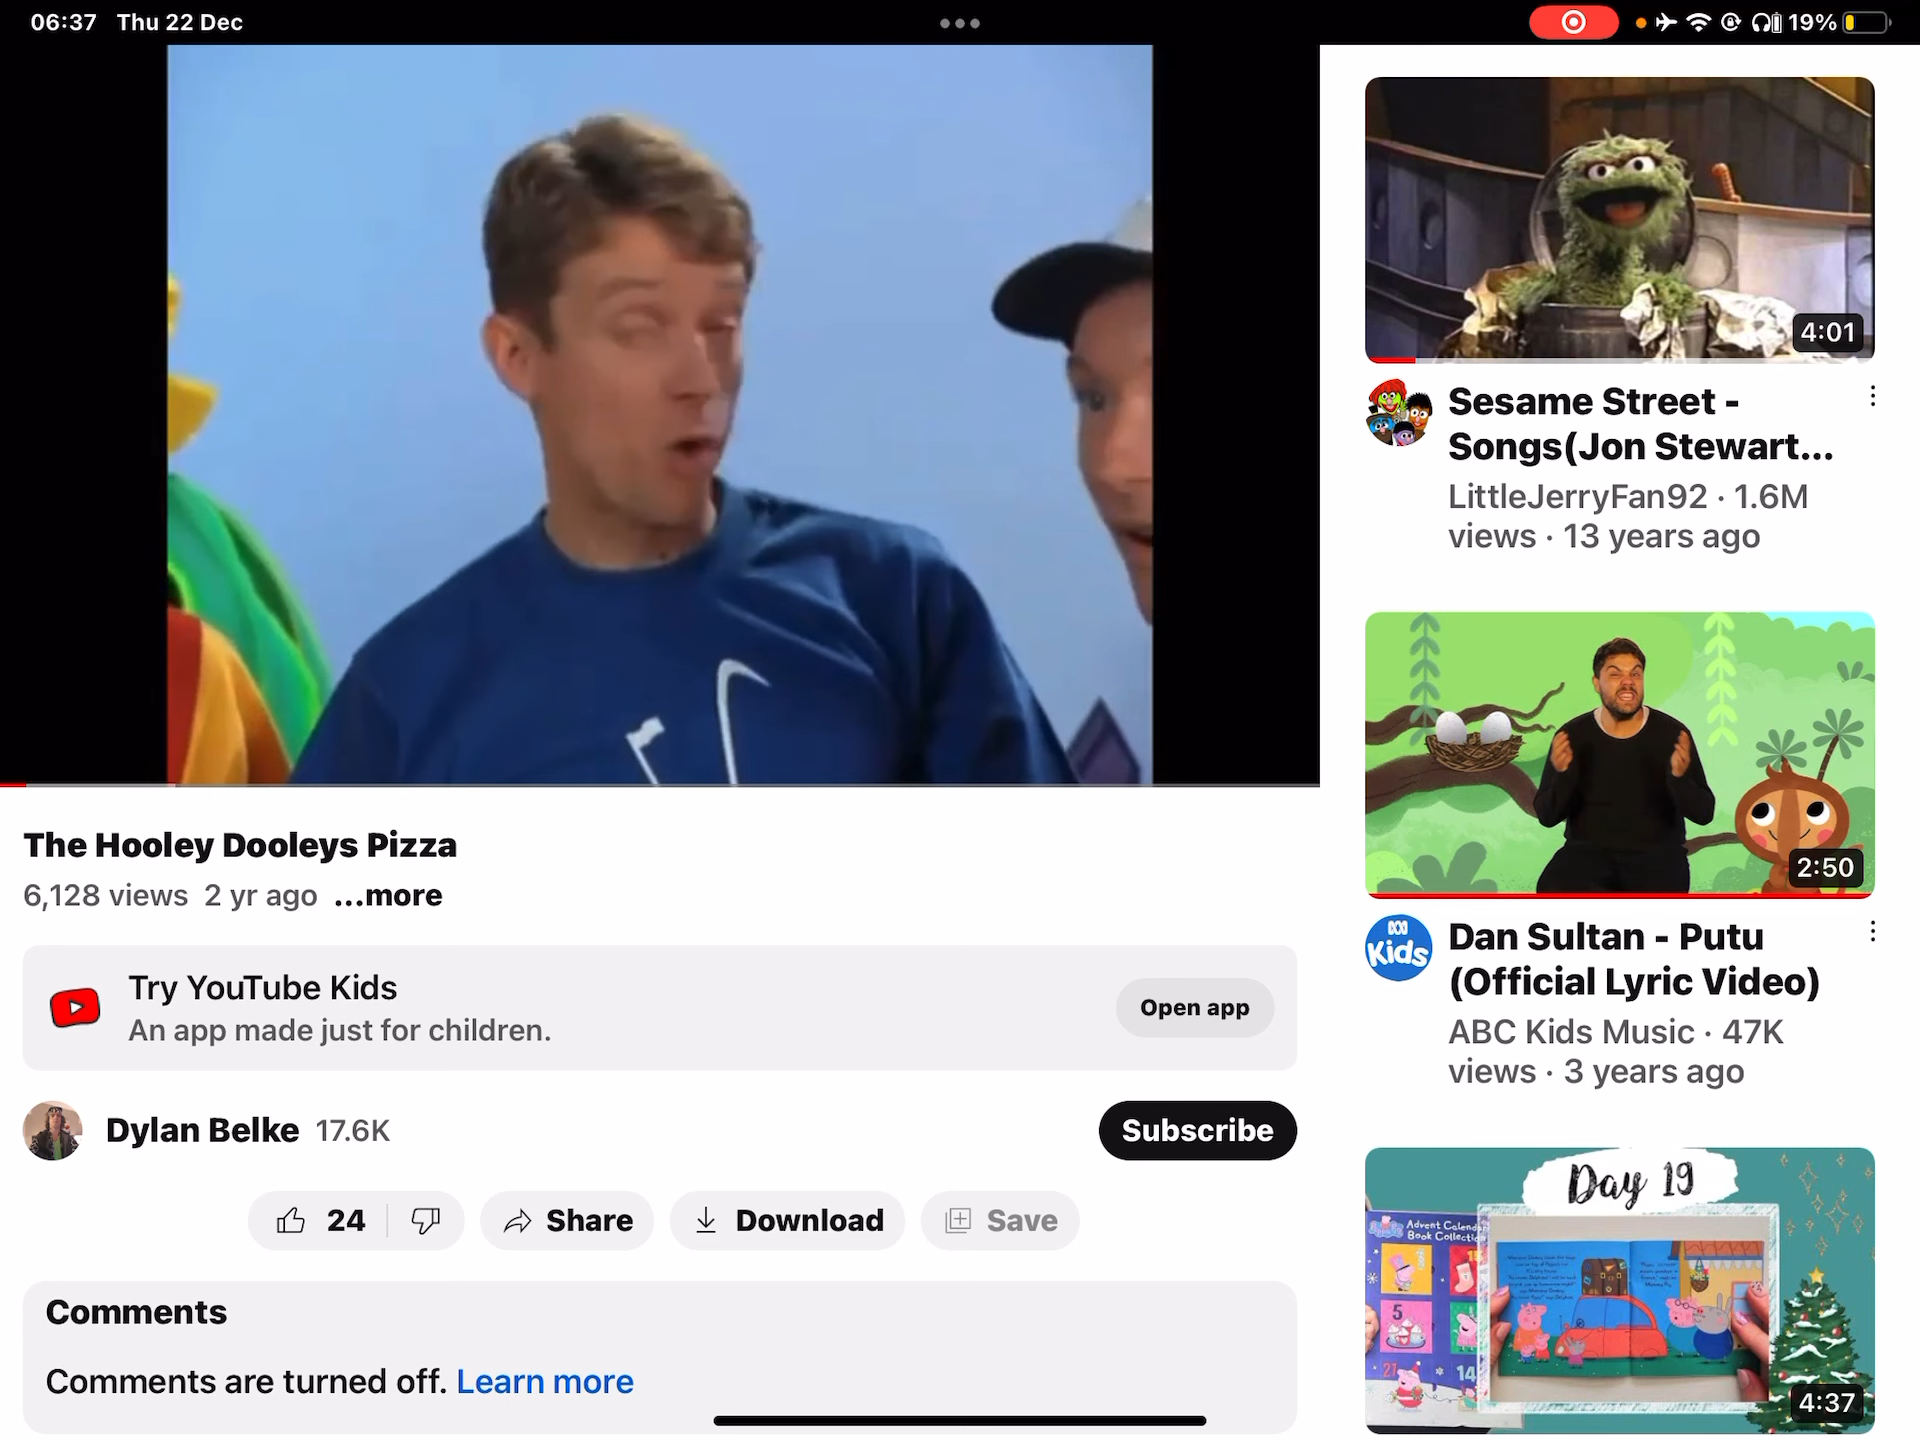 06:37 Thu 22 Dec
19%
4:01
Sesame Street -
Songs(Jon Stewart...
LittleJerryFan92 · 1.6M
views · 13 years ago
2:50
Kids
Dan Sultan - Putu
(Official Lyric Video)
ABC Kids Music · 47K
views · 3 years ago
Day 19
Advent Calendar
Book Collection
5
21
14
4:37
The Hooley Dooleys Pizza
6,128 views 2 yr ago ...more
Try YouTube Kids
An app made just for children.
Open app
Dylan Belke 17.6K
Subscribe
24
Share
Download
Save
Comments
Comments are turned off. Learn more